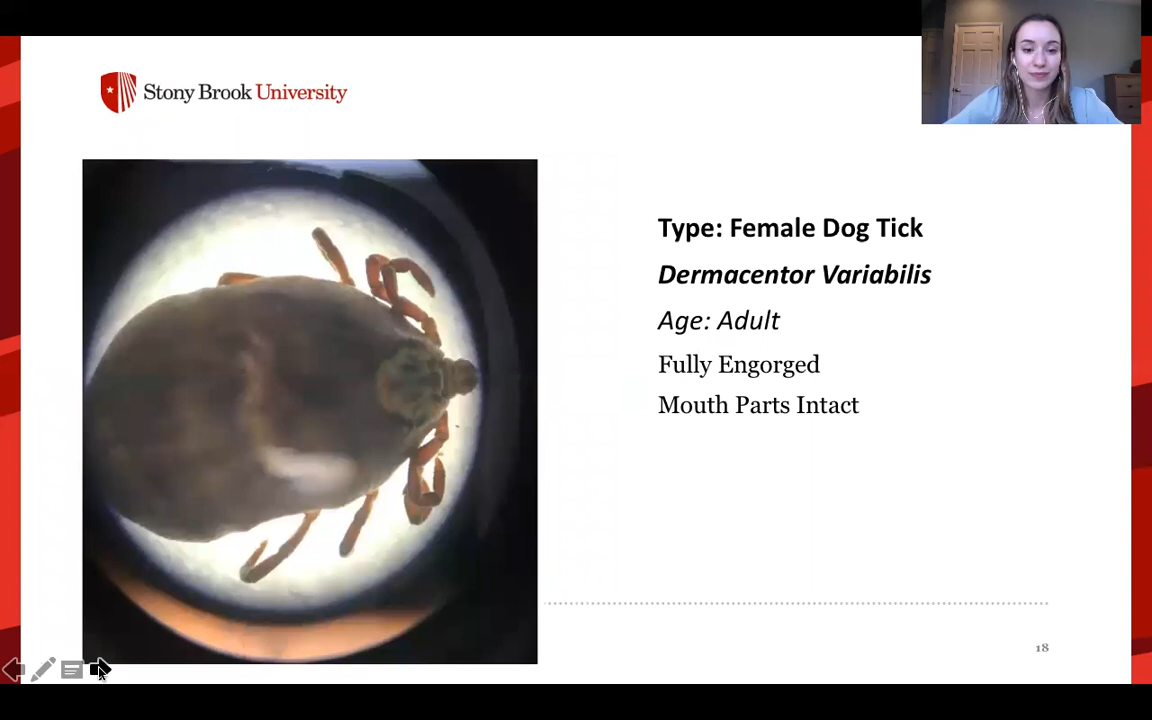 Stony Brook University
Type: Female Dog Tick
Dermacentor Variabilis
Age: Adult
Fully Engorged
Mouth Parts Intact
18